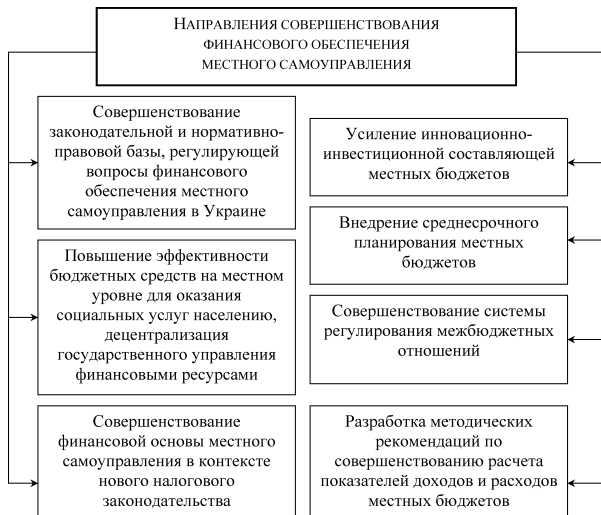 НАПРАВЛЕНИЯ СОВЕРШЕНСТВОВАНИЯ
ФИНАНСОВОГО ОБЕСПЕЧЕНИЯ
МЕСТНОГО САМОУПРАВЛЕНИЯ
Совершенствование
законодательной и нормативно-
правовой базы, регулирующей
вопросы финансового
обеспечения местного
самоуправления в Украине
Повышение эффективности
бюджетных средств на местном
уровне для оказания
социальных услуг населению,
децентрализация
государственного управления
финансовыми ресурсами
Совершенствование
финансовой основы местного
самоуправления в контексте
нового налогового
законодательства
Усиление инновационно-
инвестиционной составляющей
местных бюджетов
Внедрение среднесрочного
планирования местных
бюджетов
Совершенствование системы
регулирования межбюджетных
отношений
Разработка методических
рекомендаций по
совершенствованию расчета
показателей доходов и расходов
местных бюджетов